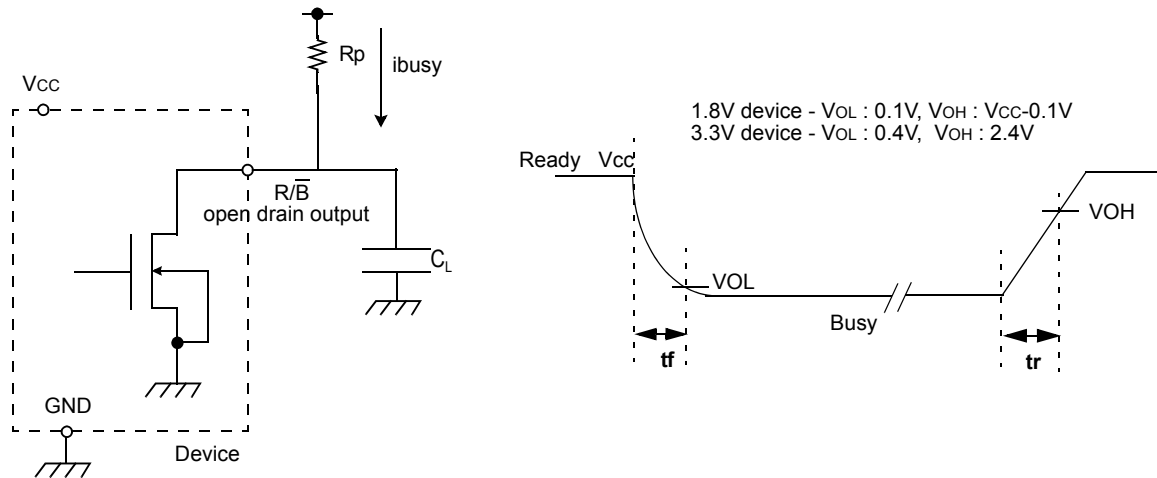 Rp
ibusy
VCC
R/B̅
open drain output
CL
GND
Device
1.8V device - VOL : 0.1V, VOH : VCC-0.1V
3.3V device - VOL : 0.4V, VOH : 2.4V
Ready Vcc
VOH
VOL
Busy
tf
tr